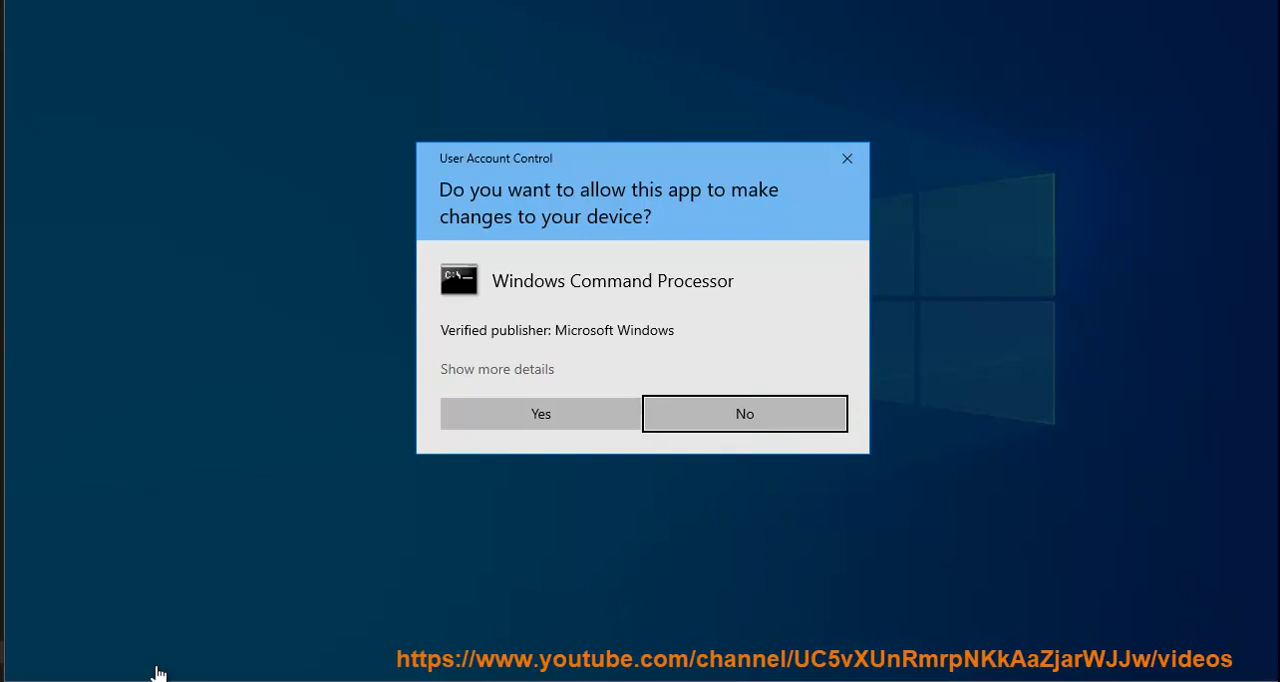 User Account Control
Do you want to allow this app to make
changes to your device?
C:\_
Windows Command Processor
Verified publisher: Microsoft Windows
Show more details
Yes
No
https://www.youtube.com/channel/UC5vXUnRmrpNKkAaZjarWJJw/videos